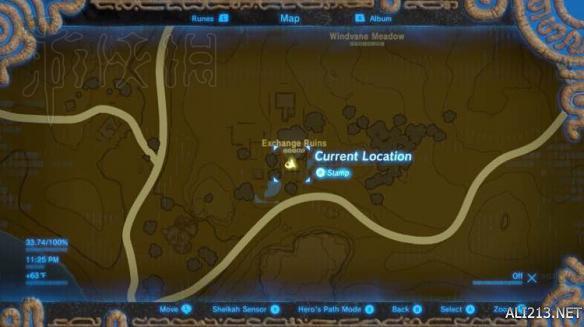 Runes
Map
Album
Windvane Meadow
Exchange Ruins
Current Location
Stamp
33.74/100%
11:25 PM
+63°F
Off
Move
Sheikah Sensor
Hero's Path Mode
Back
Select
Zoom
ALI213.NET